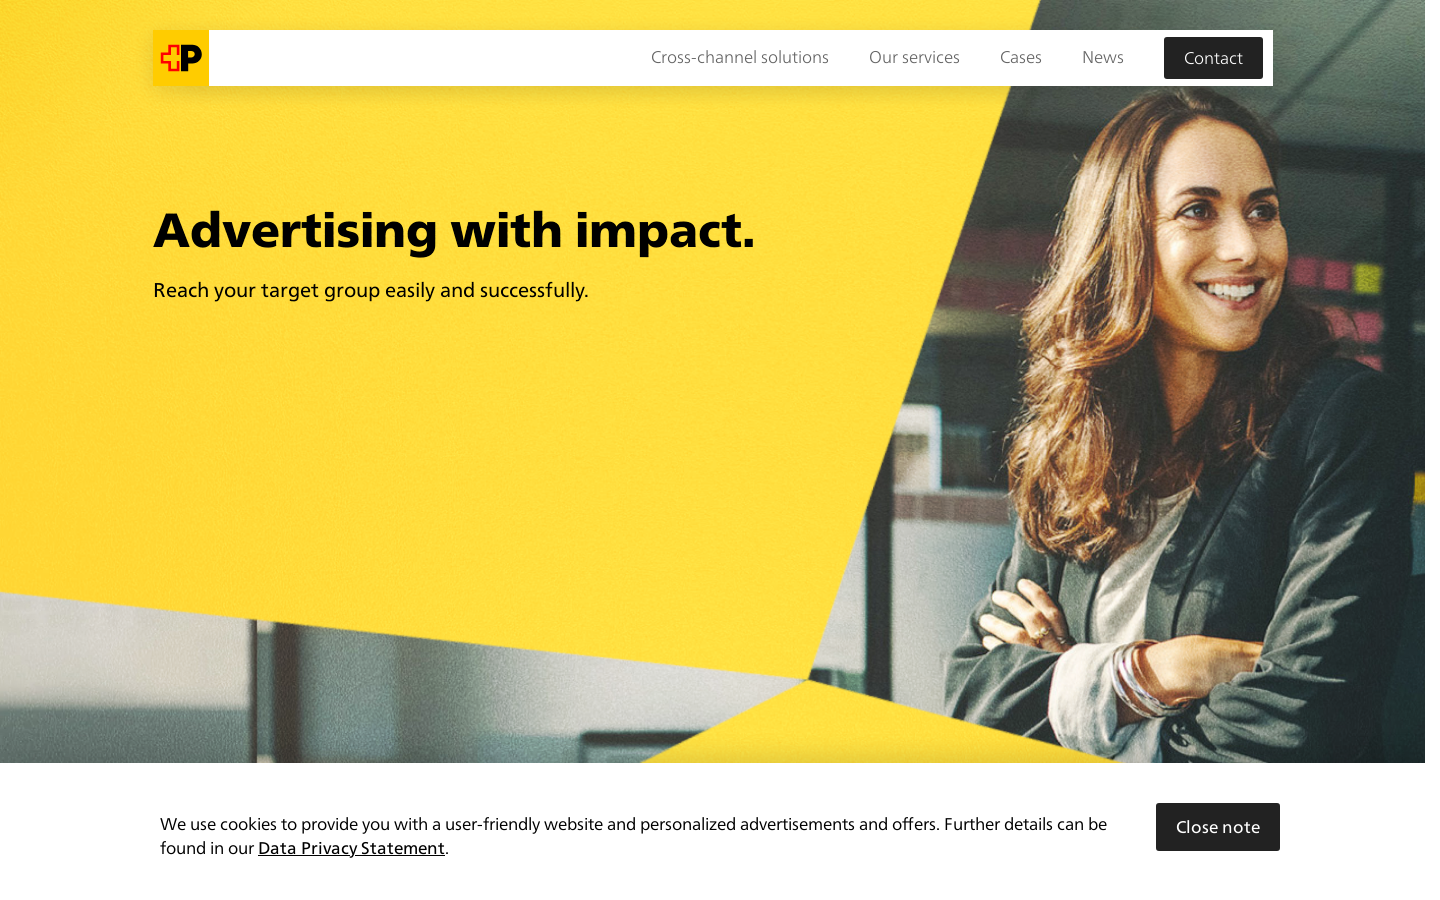 P
Cross-channel solutions
Our services
Cases
News
Contact
Advertising with impact.
Reach your target group easily and successfully.
We use cookies to provide you with a user-friendly website and personalized advertisements and offers. Further details can be
found in our Data Privacy Statement.
Close note